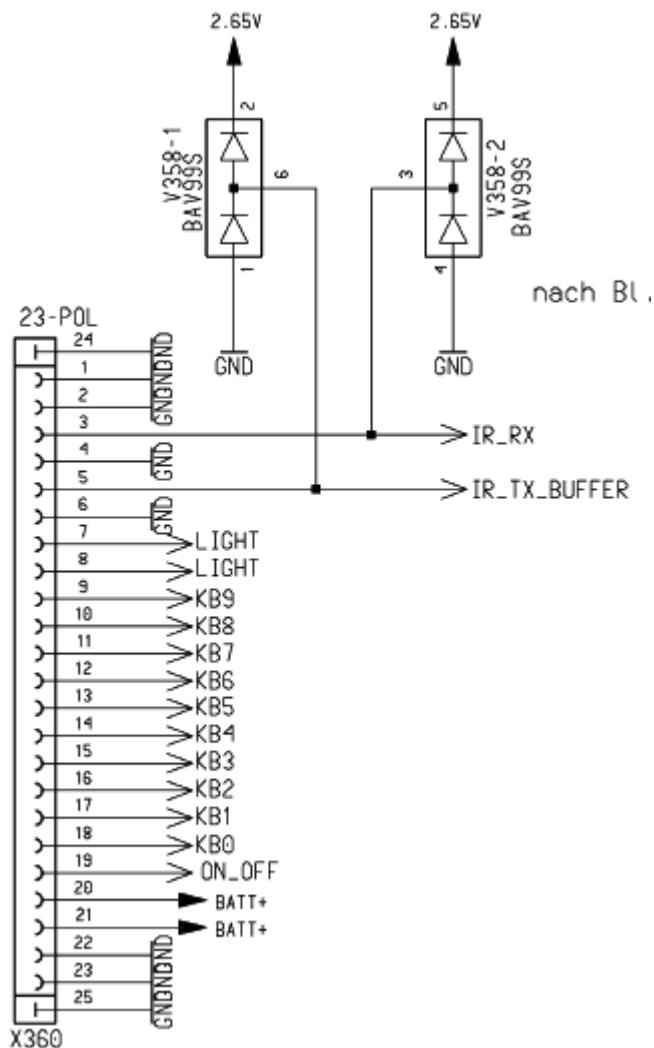 2.65V
2.65V
2
5
V358-1
BAV99S
6
3
V358-2
BAV99S
1
4
nach Bl.
GND
GND
23-POL
24 GND
1 GND
2 GND
3 IR_RX
4 GND
5 IR_TX_BUFFER
6 GND
7 LIGHT
8 LIGHT
9 KB9
10 KB8
11 KB7
12 KB6
13 KB5
14 KB4
15 KB3
16 KB2
17 KB1
18 KB0
19 ON_OFF
20 BATT+
21 BATT+
22 GND
23 GND
25 GND
X360